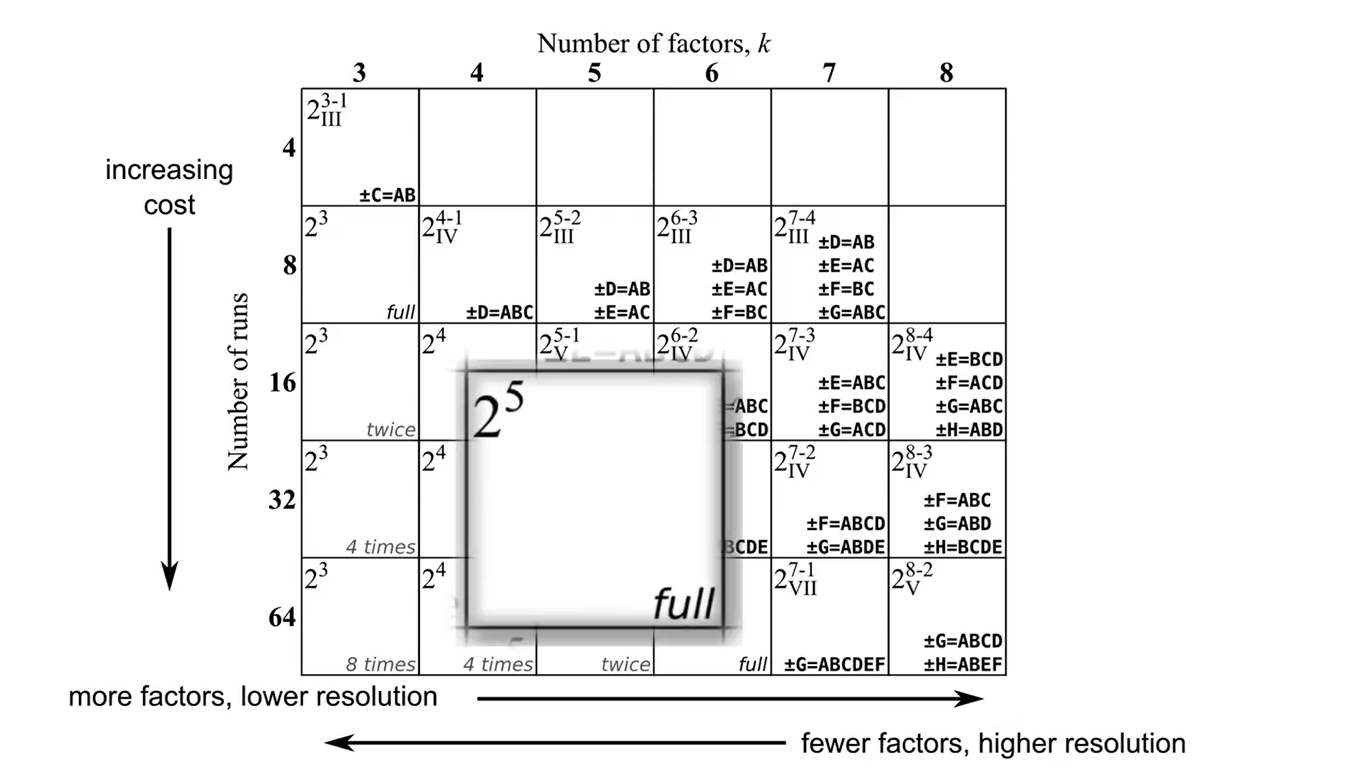 Number of factors, k
3 4 5 6 7 8
increasing
cost
Number of runs
4
2^{3-1}_{III}
±C=AB
8
2^3
full
2^{4-1}_{IV}
±D=ABC
2^{5-2}_{III}
±D=AB
±E=AC
2^{6-3}_{III}
±D=AB
±E=AC
±F=BC
2^{7-4}_{III}
±D=AB
±E=AC
±F=BC
±G=ABC
16
2^3
twice
2^4
2^{5-1}_{V}
2^{6-2}_{IV}
=ABC
=BCD
2^{7-3}_{IV}
±E=ABC
±F=BCD
±G=ACD
2^{8-4}_{IV}
±E=BCD
±F=ACD
±G=ABC
±H=ABD
32
2^3
4 times
2^4
2^5
full
BCDE
2^{7-2}_{IV}
±F=ABCD
±G=ABDE
2^{8-3}_{IV}
±F=ABC
±G=ABD
±H=BCDE
64
2^3
8 times
2^4
4 times
twice
full
2^{7-1}_{VII}
±G=ABCDEF
2^{8-2}_{V}
±G=ABCD
±H=ABEF
more factors, lower resolution
fewer factors, higher resolution